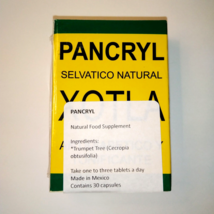 PANCRYL
SELVATICO NATURAL
XOTLA
PANCRYL
Natural Food Supplement
Ingredients:
*Trumpet Tree (Cecropia
obtusifolia)
Take one to three tablets a day
Made in Mexico
Contains 30 capsules